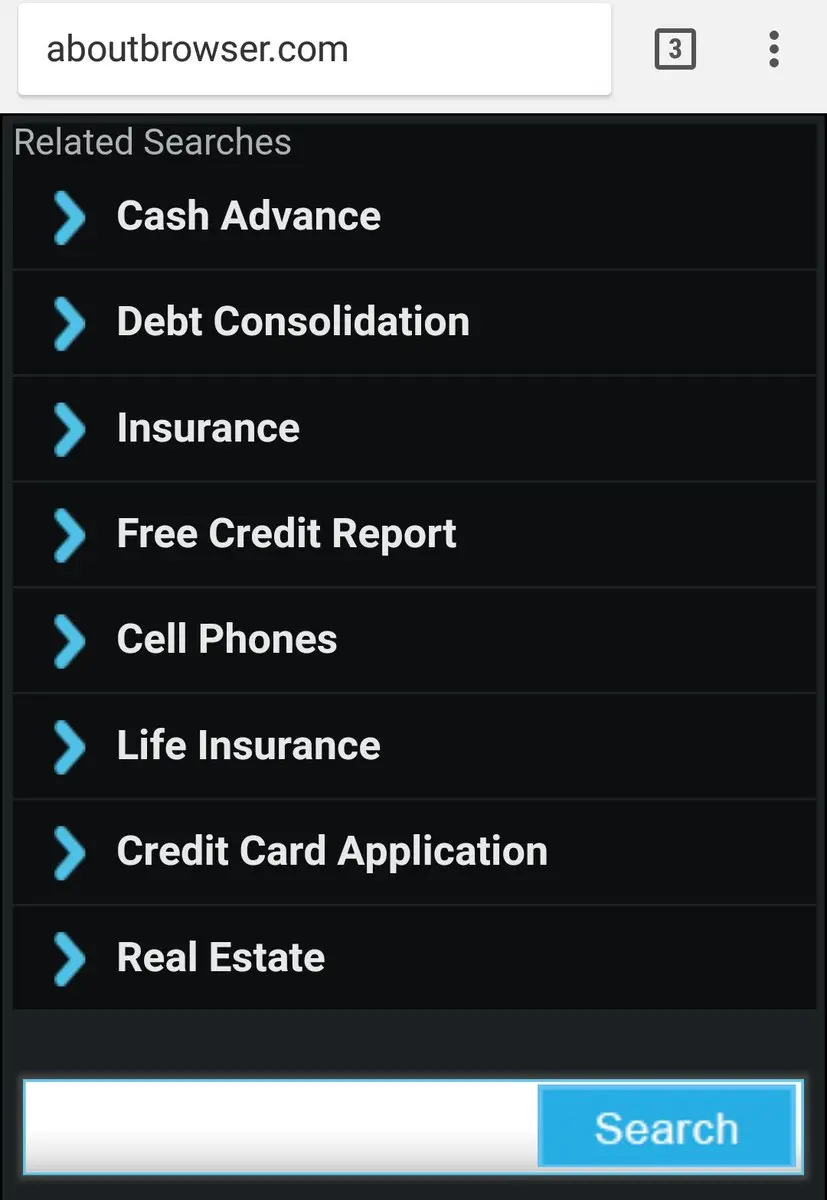 aboutbrowser.com
3
Related Searches
Cash Advance
Debt Consolidation
Insurance
Free Credit Report
Cell Phones
Life Insurance
Credit Card Application
Real Estate
Search